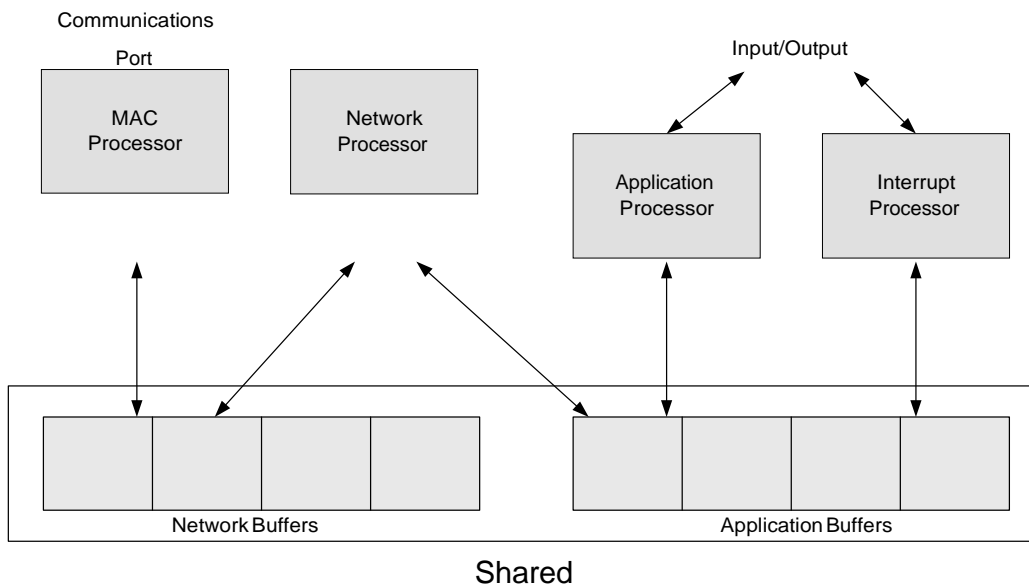 Communications
Port
Input/Output
MAC
Processor
Network
Processor
Application
Processor
Interrupt
Processor
Network Buffers
Application Buffers
Shared